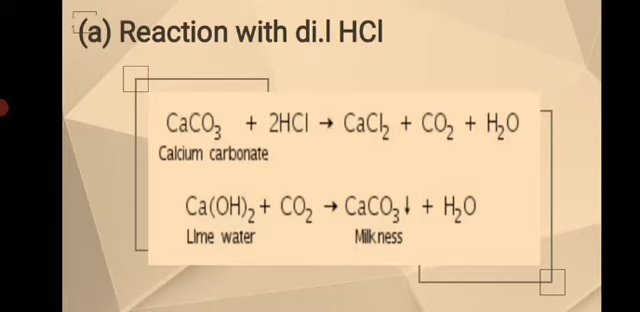 (a) Reaction with di.l HCl
CaCO₃ + 2HCl → CaCl₂ + CO₂ + H₂O
Calcium carbonate
Ca(OH)₂ + CO₂ → CaCO₃↓ + H₂O
Lime water Milkness